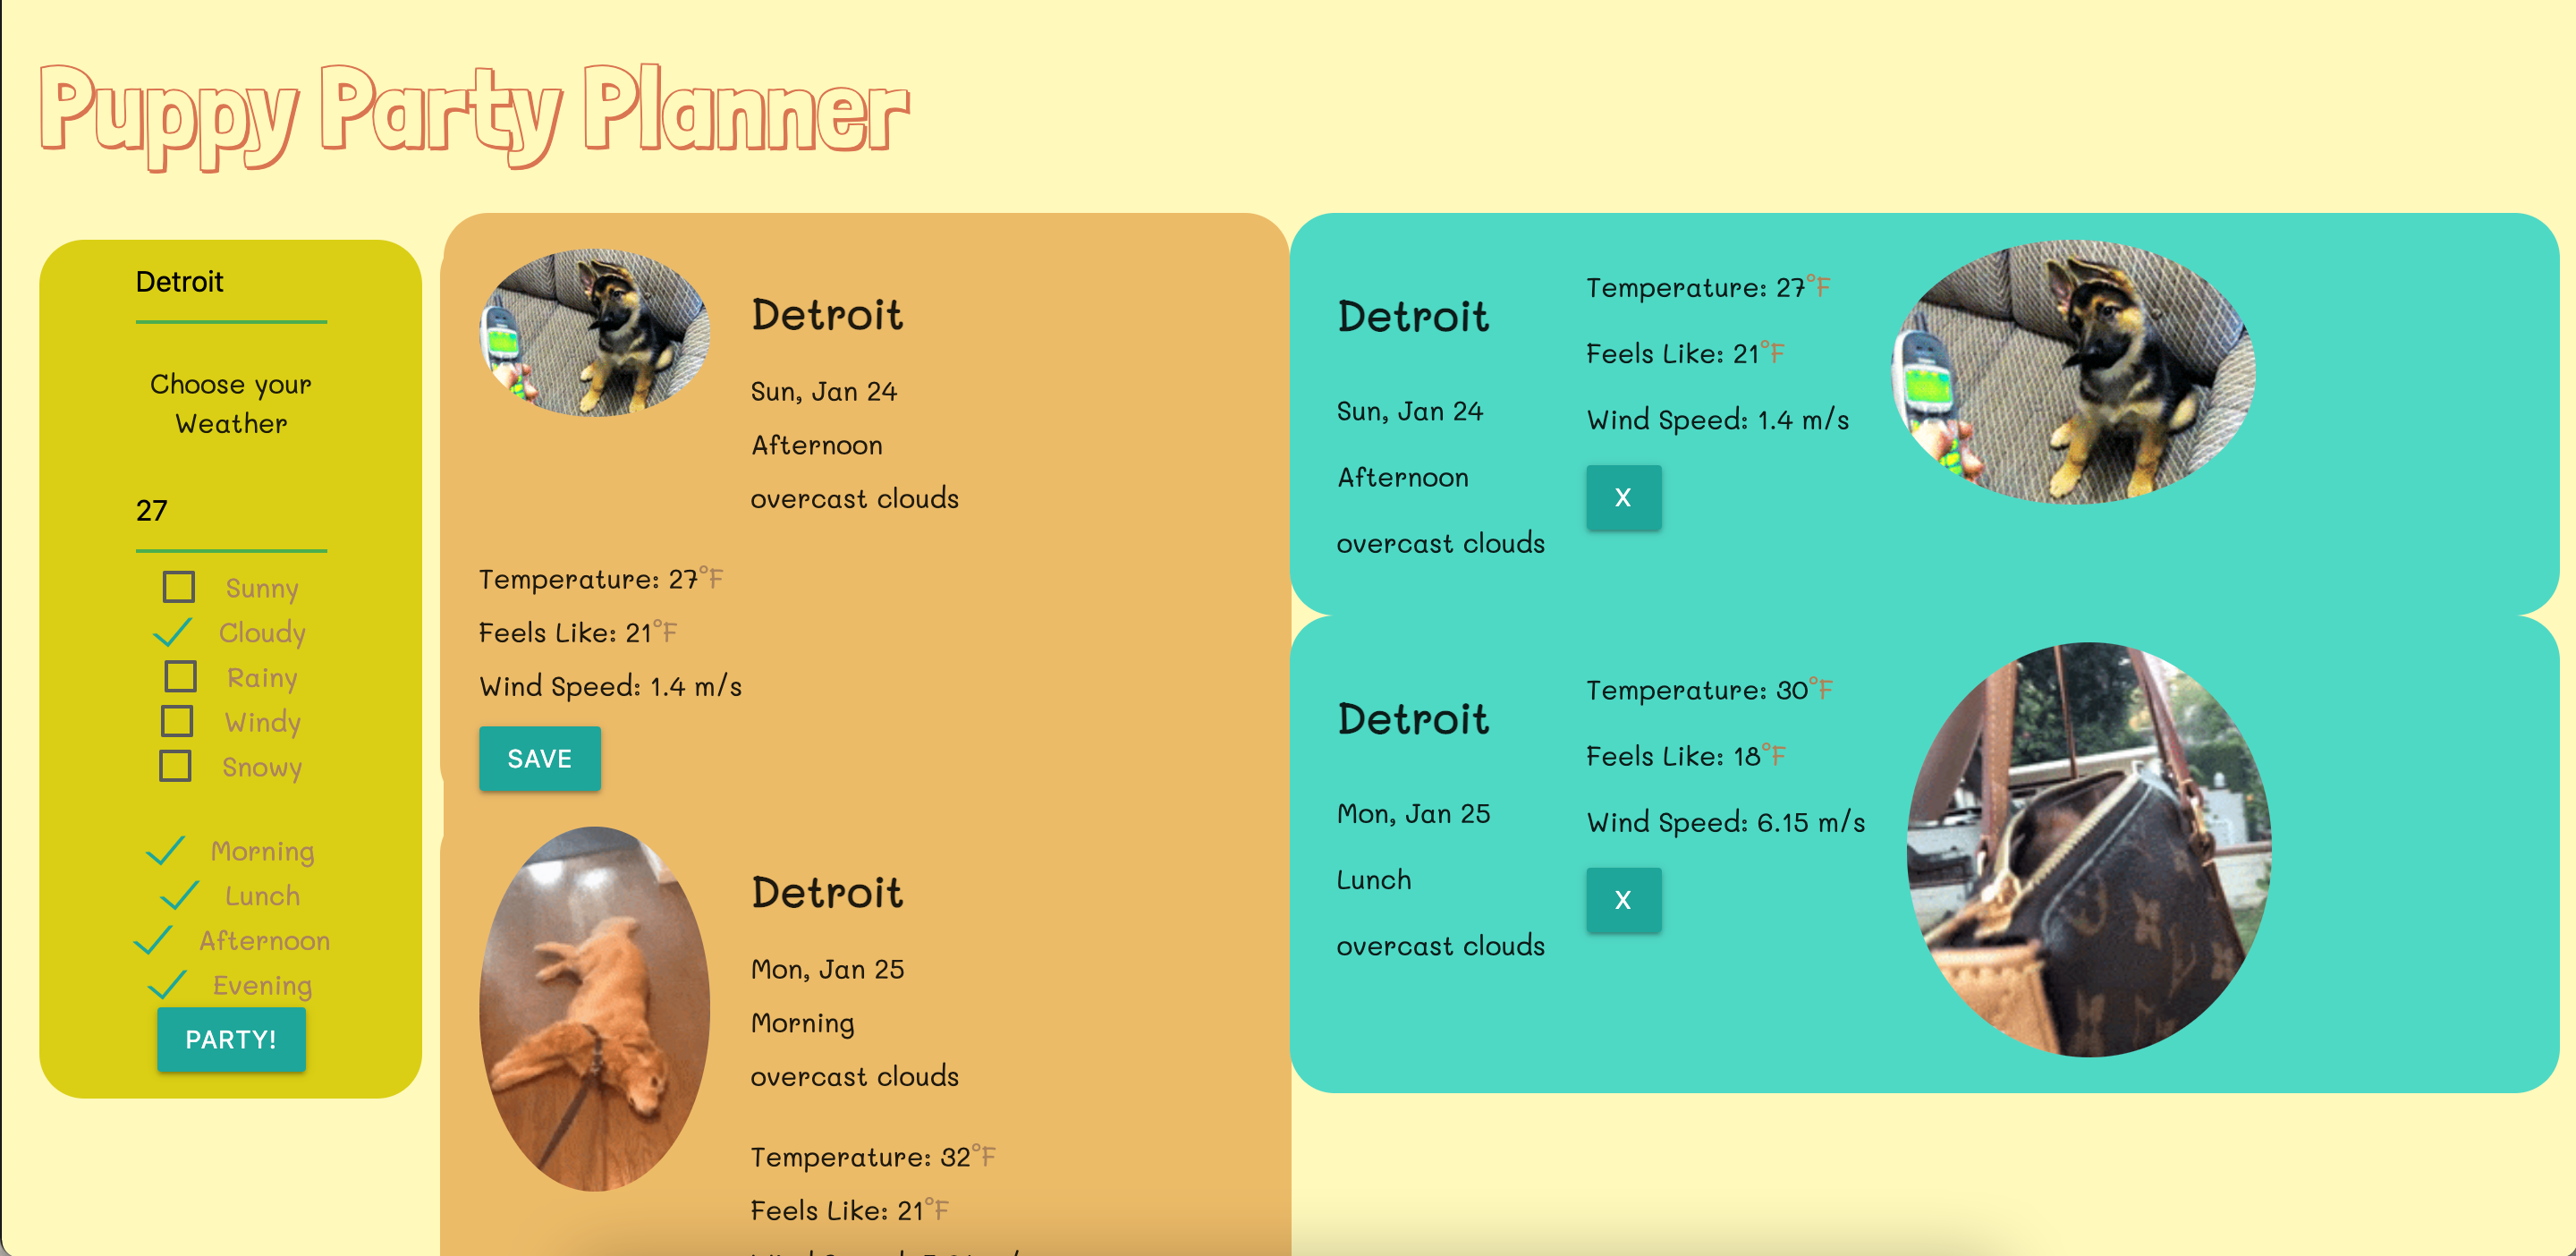 Puppy Party Planner
Detroit
Choose your
Weather
27
Sunny
Cloudy
Rainy
Windy
Snowy
Morning
Lunch
Afternoon
Evening
PARTY!
Detroit
Sun, Jan 24
Afternoon
overcast clouds
Temperature: 27°F
Feels Like: 21°F
Wind Speed: 1.4 m/s
SAVE
Detroit
Mon, Jan 25
Morning
overcast clouds
Temperature: 32°F
Feels Like: 21°F
Detroit
Sun, Jan 24
Afternoon
overcast clouds
Temperature: 27°F
Feels Like: 21°F
Wind Speed: 1.4 m/s
X
Detroit
Mon, Jan 25
Lunch
overcast clouds
Temperature: 30°F
Feels Like: 18°F
Wind Speed: 6.15 m/s
X